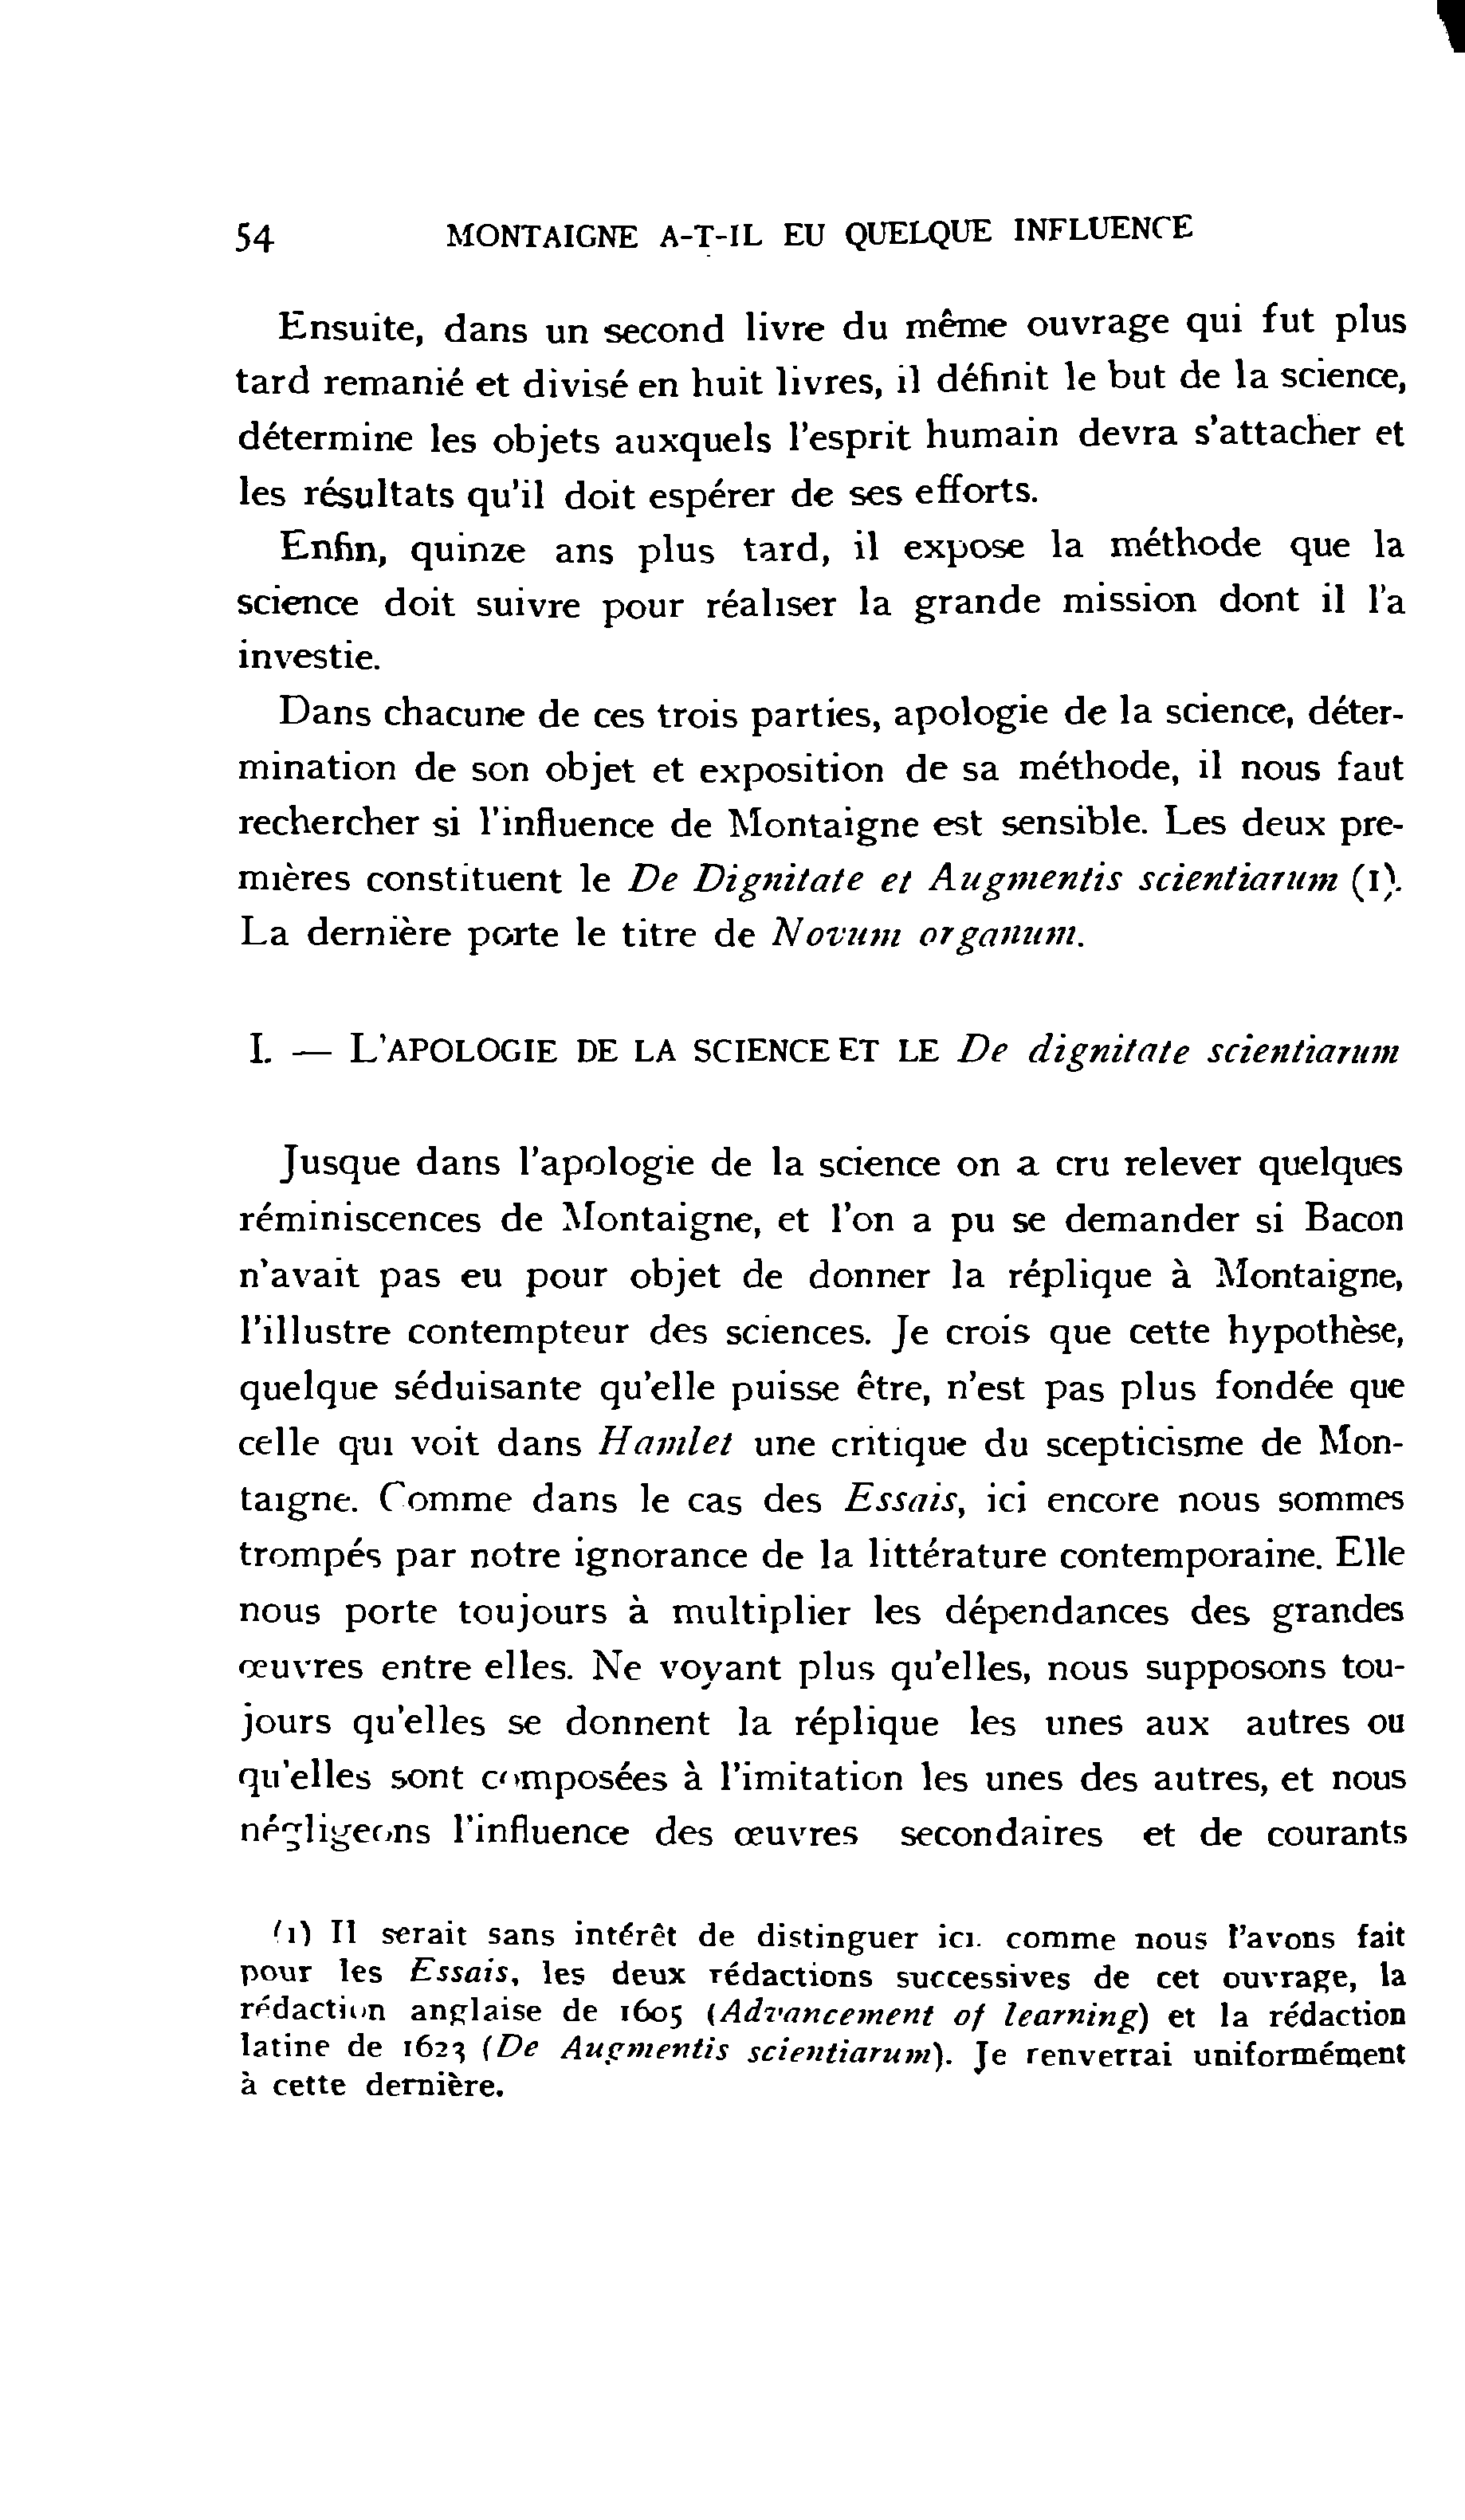 54 MONTAIGNE A-T-IL EU QUELQUE INFLUENCE
Ensuite, dans un second livre du même ouvrage qui fut plus
tard remanié et divisé en huit livres, il définit le but de la science,
détermine les objets auxquels l'esprit humain devra s'attacher et
les résultats qu'il doit espérer de ses efforts.
Enfin, quinze ans plus tard, il expose la méthode que la
science doit suivre pour réaliser la grande mission dont il l'a
investie.
Dans chacune de ces trois parties, apologie de la science, déter-
mination de son objet et exposition de sa méthode, il nous faut
rechercher si l'influence de Montaigne est sensible. Les deux pre-
mières constituent le De Dignitate et Augmentis scientiarum (1).
La dernière porte le titre de Novum organum.
I. — L'APOLOGIE DE LA SCIENCE ET LE De dignitate scientiarum
Jusque dans l'apologie de la science on a cru relever quelques
réminiscences de Montaigne, et l'on a pu se demander si Bacon
n'avait pas eu pour objet de donner la réplique à Montaigne,
l'illustre contempteur des sciences. Je crois que cette hypothèse,
quelque séduisante qu'elle puisse être, n'est pas plus fondée que
celle qui voit dans Hamlet une critique du scepticisme de Mon-
taigne. Comme dans le cas des Essais, ici encore nous sommes
trompés par notre ignorance de la littérature contemporaine. Elle
nous porte toujours à multiplier les dépendances des grandes
œuvres entre elles. Ne voyant plus qu'elles, nous supposons tou-
jours qu'elles se donnent la réplique les unes aux autres ou
qu'elles sont composées à l'imitation les unes des autres, et nous
négligeons l'influence des œuvres secondaires et de courants
(1) Il serait sans intérêt de distinguer ici. comme nous l'avons fait
pour les Essais, les deux rédactions successives de cet ouvrage, la
rédaction anglaise de 1605 (Advancement of learning) et la rédaction
latine de 1623 (De Augmentis scientiarum). Je renverrai uniformément
à cette dernière.